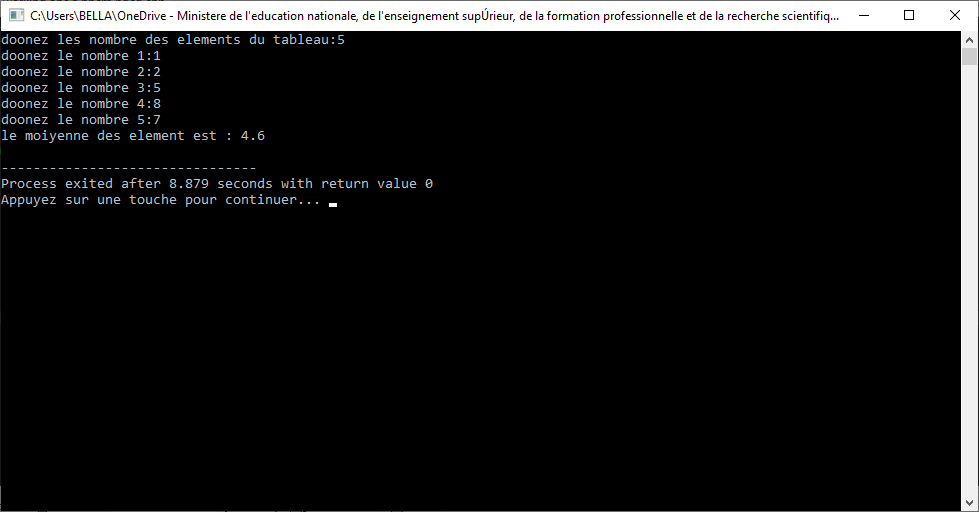 C:\Users\BELLA\OneDrive - Ministere de l'education nationale, de l'enseignement supÚrieur, de la formation professionnelle et de la recherche scientifiq...
doonez les nombre des elements du tableau:5
doonez le nombre 1:1
doonez le nombre 2:2
doonez le nombre 3:5
doonez le nombre 4:8
doonez le nombre 5:7
le moiyenne des element est : 4.6
--------------------------------
Process exited after 8.879 seconds with return value 0
Appuyez sur une touche pour continuer...